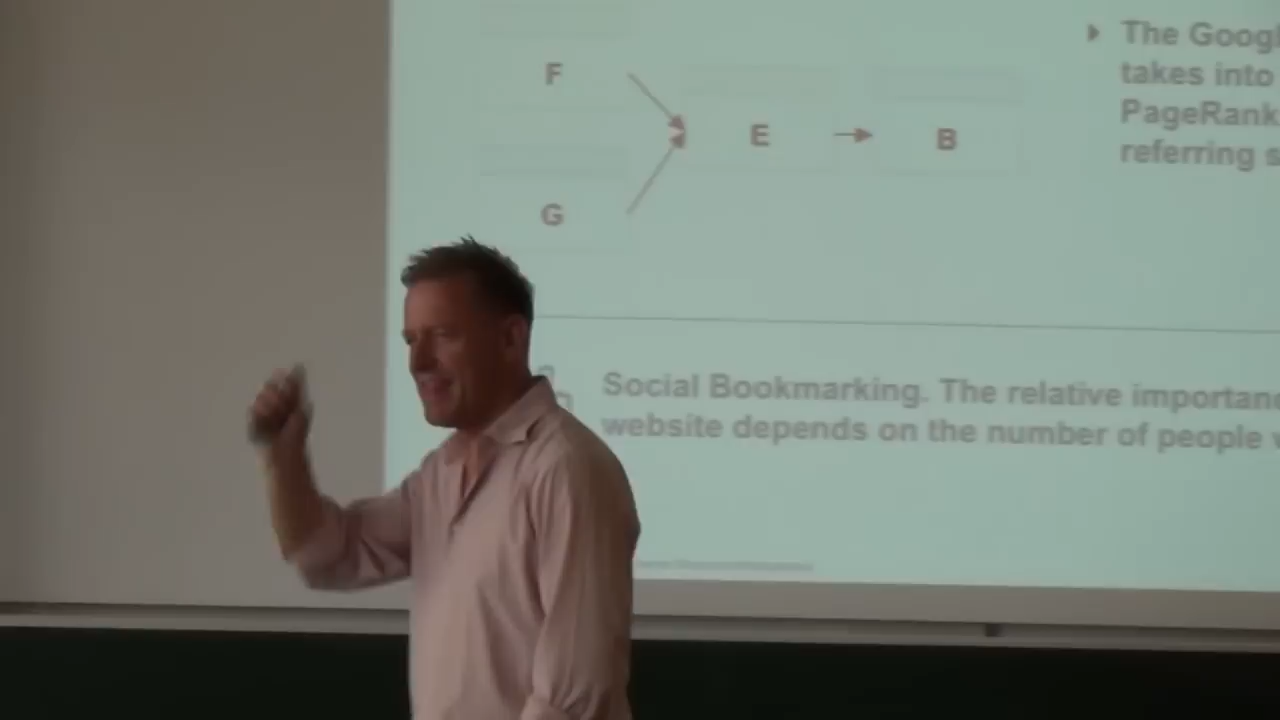 F
E
B
G
The Googl
takes into
PageRank
referring s
Social Bookmarking. The relative importanc
website depends on the number of people